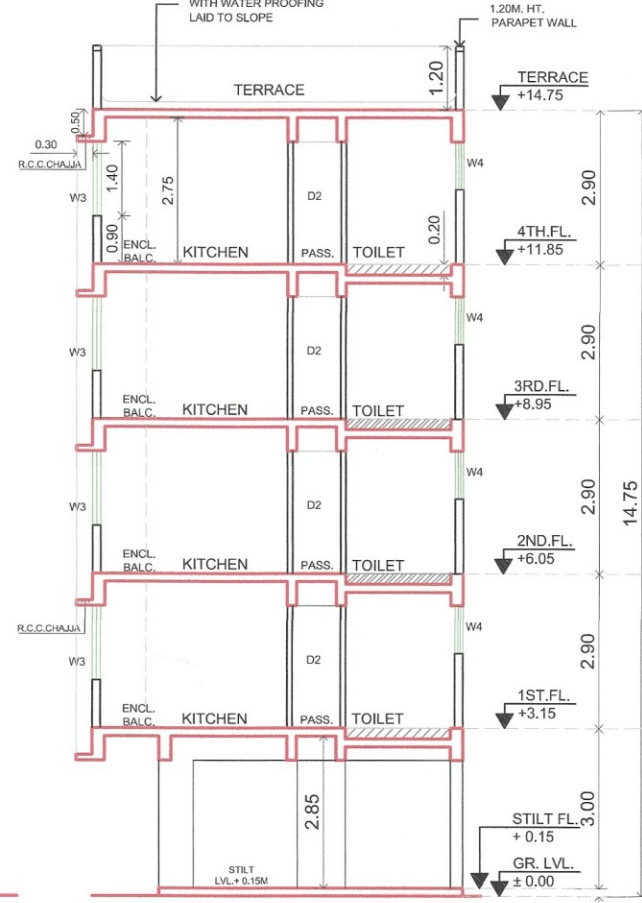 WITH WATER PROOFING
LAID TO SLOPE
1.20M. HT.
PARAPET WALL
TERRACE
1.20
TERRACE
+14.75
0.50
0.30
R.C.C.CHAJJA
W3
1.40
0.90
2.75
D2
W4
2.90
ENCL.
BALC.
KITCHEN
PASS.
TOILET
0.20
4TH.FL.
+11.85
W3
D2
W4
2.90
ENCL.
BALC.
KITCHEN
PASS.
TOILET
3RD.FL.
+8.95
W3
D2
W4
2.90
14.75
ENCL.
BALC.
KITCHEN
PASS.
TOILET
2ND.FL.
+6.05
R.C.C.CHAJJA
W3
D2
W4
2.90
ENCL.
BALC.
KITCHEN
PASS.
TOILET
1ST.FL.
+3.15
2.85
3.00
STILT FL.
+ 0.15
STILT
LVL.+ 0.15M
GR. LVL.
± 0.00